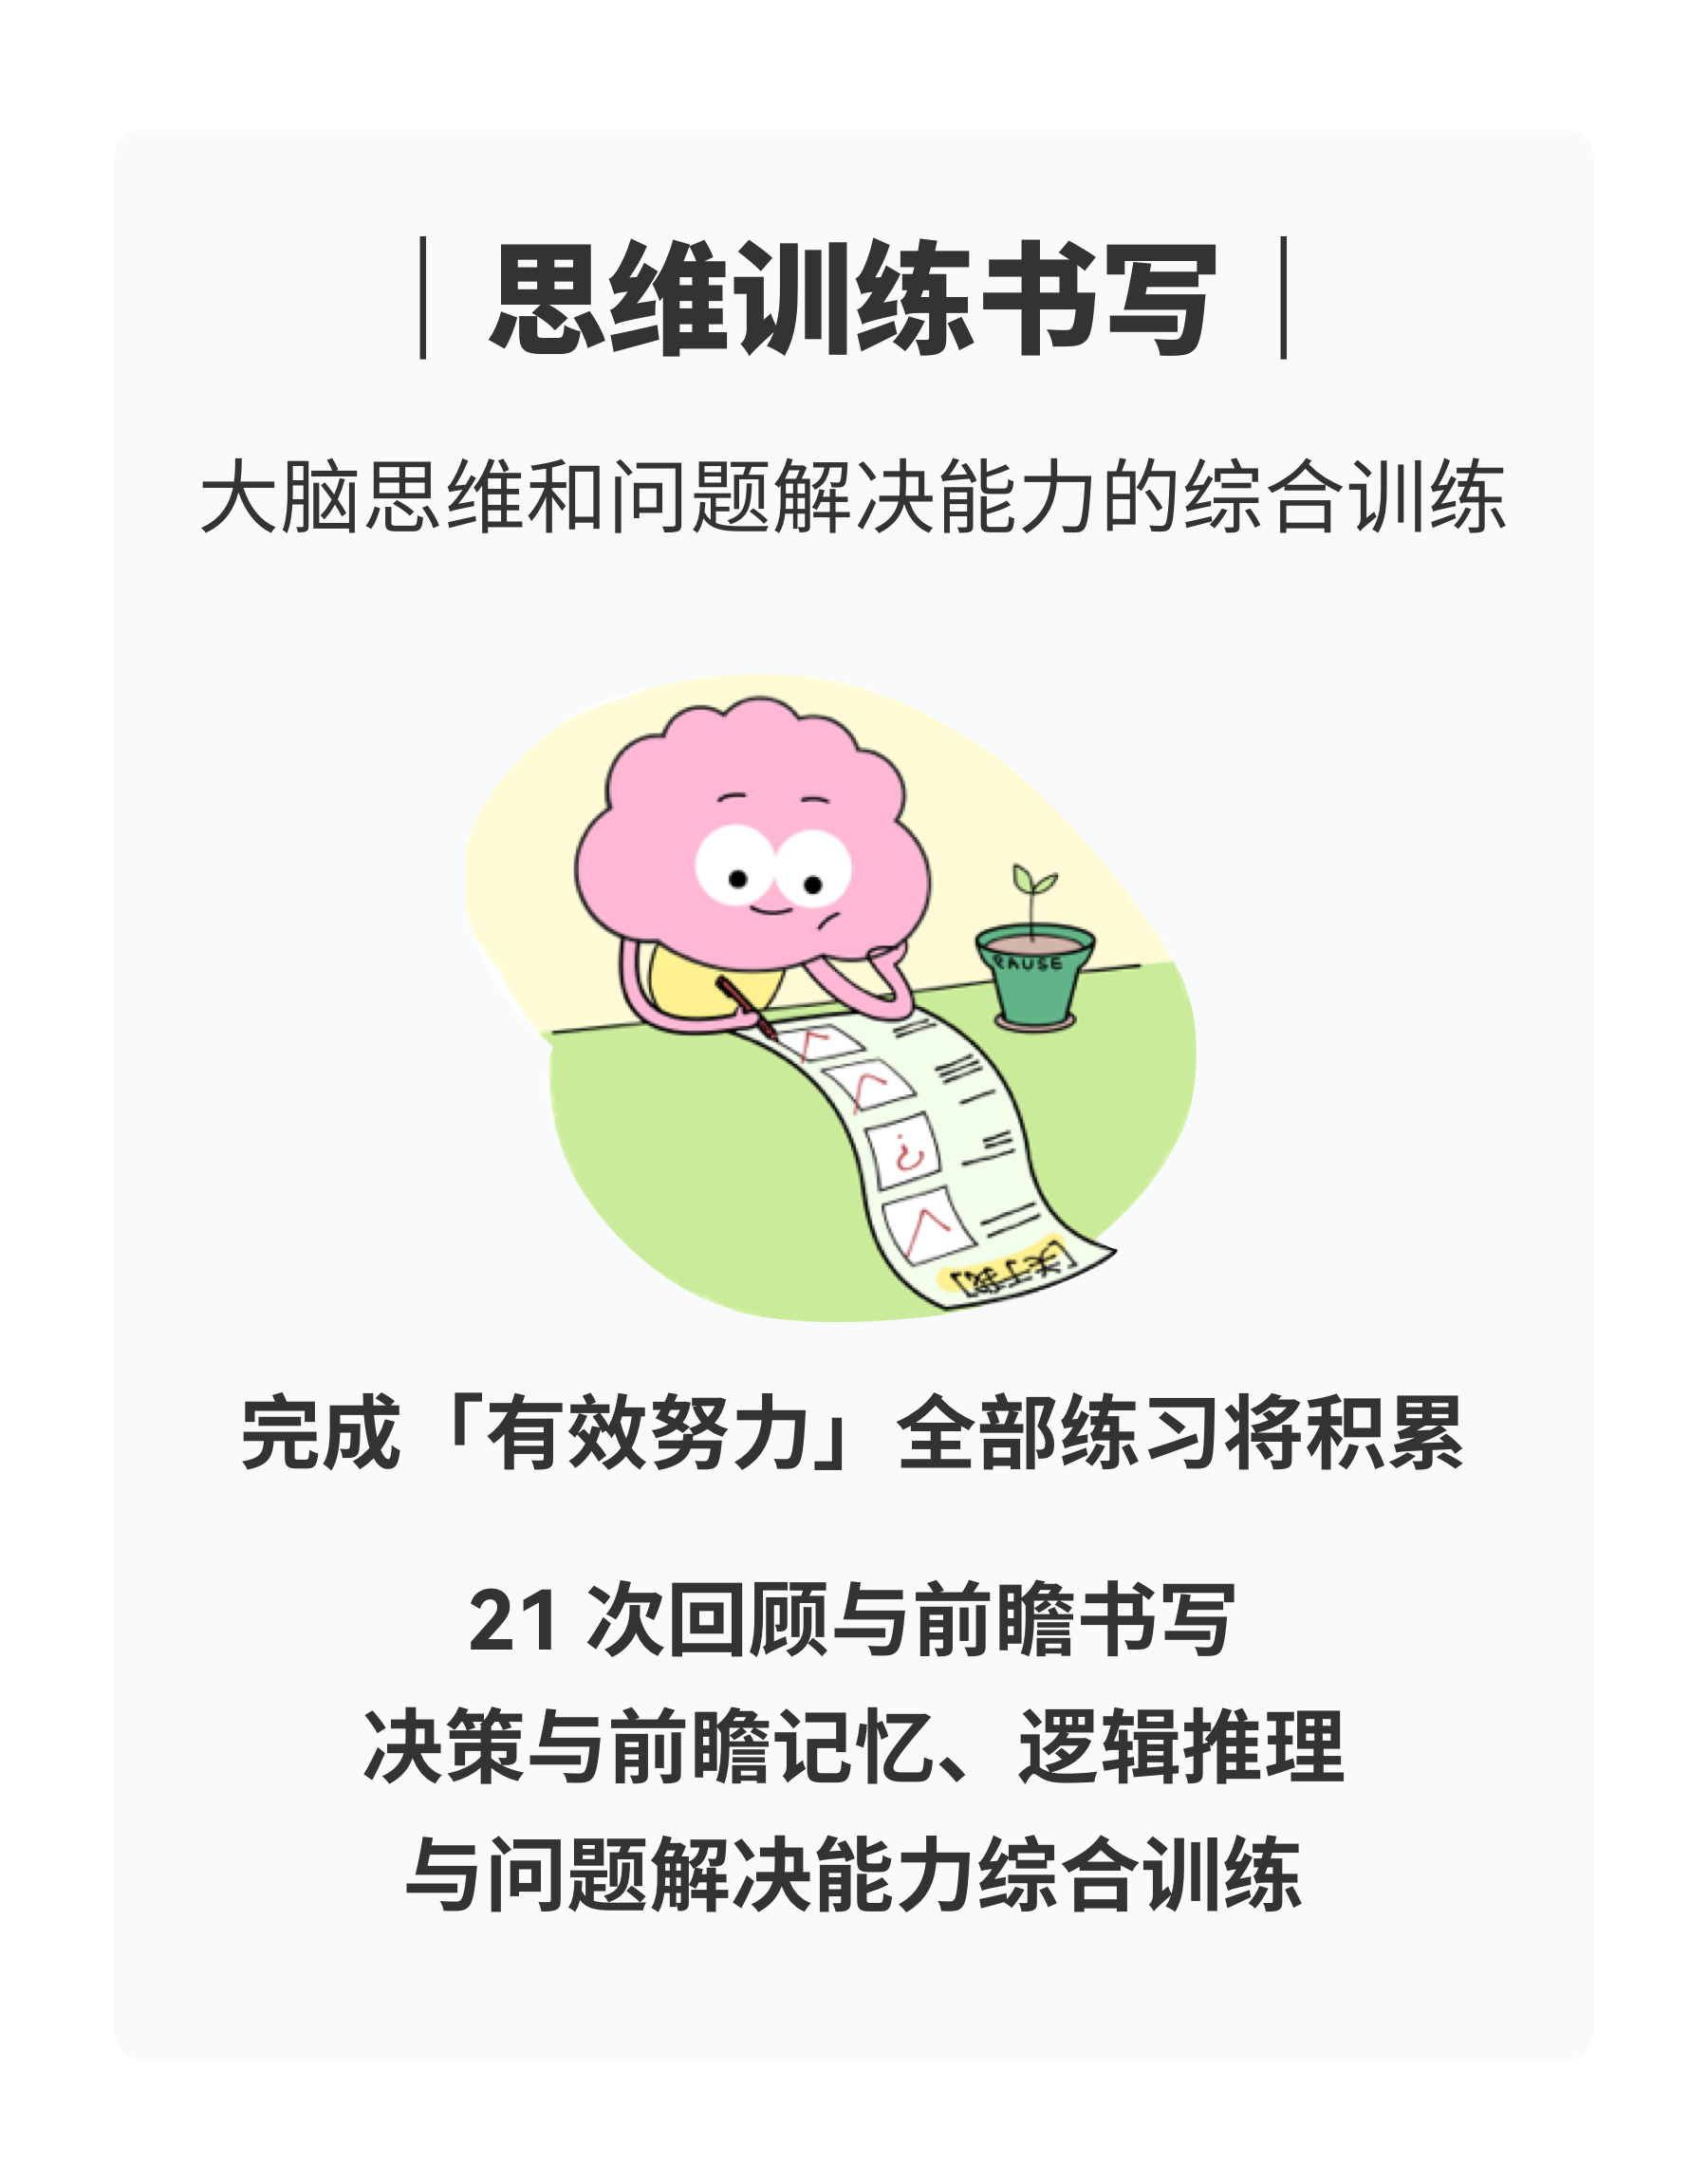 思维训练书写
大脑思维和问题解决能力的综合训练
PAUSE
完成「有效努力」 全部练习将积累
21 次回顾与前瞻书写
决策与前瞻记忆、逻辑推理
与问题解决能力综合训练